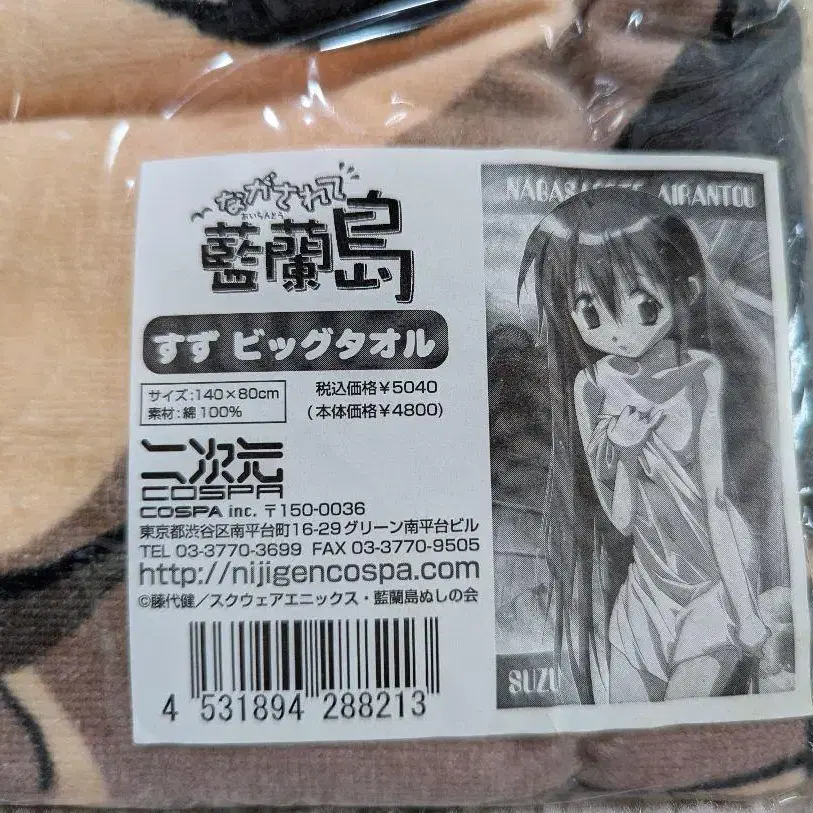 ながされて
あいらんとう
藍蘭島
すず ビッグタオル
サイズ:140×80cm
素材:綿100%
税込価格¥5040
(本体価格¥4800)
二次元
COSPA
COSPA inc. 〒150-0036
東京都渋谷区南平台町16-29グリーン南平台ビル
TEL 03-3770-3699 FAX 03-3770-9505
http://nijigencospa.com
©藤代健/スクウェアエニックス・藍蘭島ぬしの会
4 531894 288213
NAGASARETE AIRANTOU
SUZU